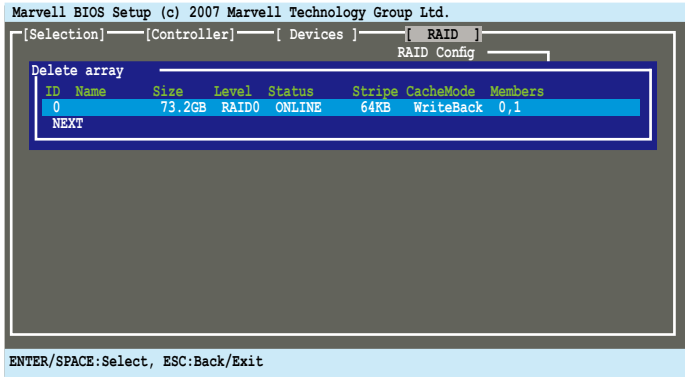 Marvell BIOS Setup (c) 2007 Marvell Technology Group Ltd.
[Selection] [Controller] [ Devices ] [ RAID ]
RAID Config
Delete array
ID Name Size Level Status Stripe CacheMode Members
0 73.2GB RAID0 ONLINE 64KB WriteBack 0,1
NEXT
ENTER/SPACE:Select, ESC:Back/Exit